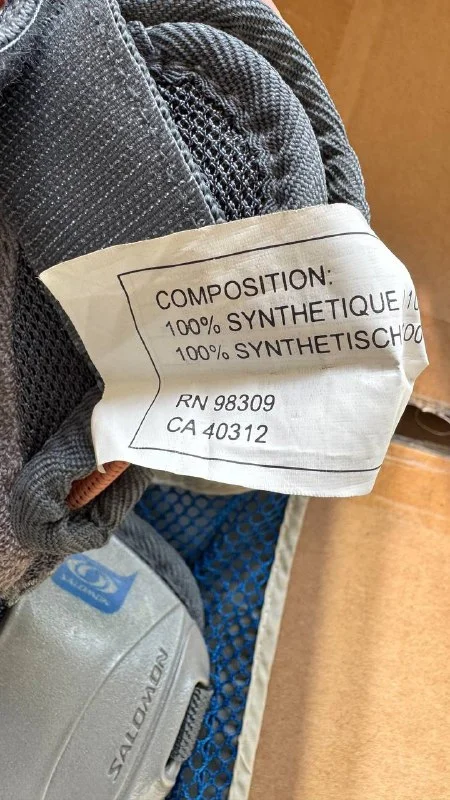 COMPOSITION:
100% SYNTHETIQUE
100% SYNTHETISCH
RN 98309
CA 40312
SALOMON
SALOMON